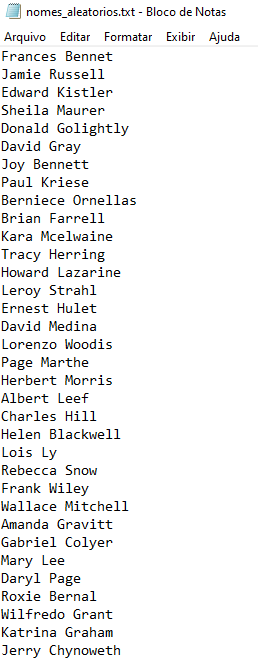 nomes_aleatorios.txt - Bloco de Notas
Arquivo Editar Formatar Exibir Ajuda
Frances Bennet
Jamie Russell
Edward Kistler
Sheila Maurer
Donald Golightly
David Gray
Joy Bennett
Paul Kriese
Berniece Ornellas
Brian Farrell
Kara Mcelwaine
Tracy Herring
Howard Lazarine
Leroy Strahl
Ernest Hulet
David Medina
Lorenzo Woodis
Page Marthe
Herbert Morris
Albert Leef
Charles Hill
Helen Blackwell
Lois Ly
Rebecca Snow
Frank Wiley
Wallace Mitchell
Amanda Gravitt
Gabriel Colyer
Mary Lee
Daryl Page
Roxie Bernal
Wilfredo Grant
Katrina Graham
Jerry Chynoweth